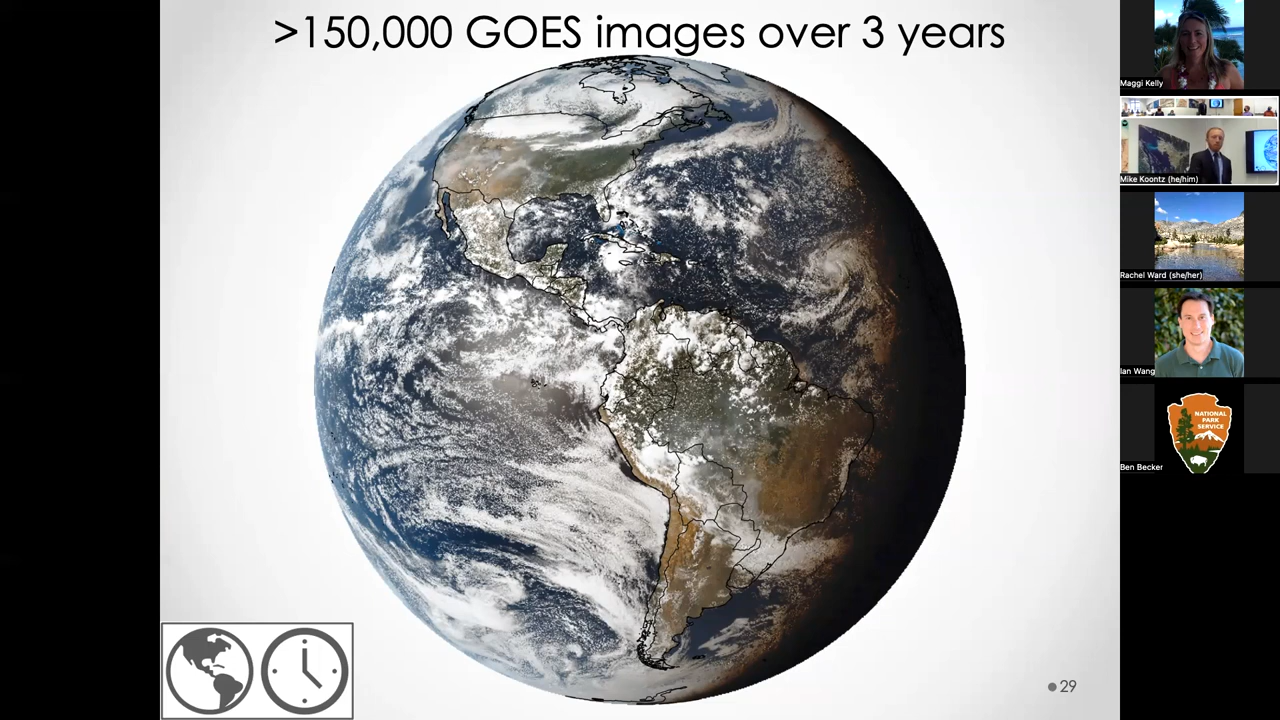 >150,000 GOES images over 3 years
29
Maggi Kelly
Mike Koontz (he/him)
Rachel Ward (she/her)
Ian Wang
NATIONAL
PARK
SERVICE
Ben Becker